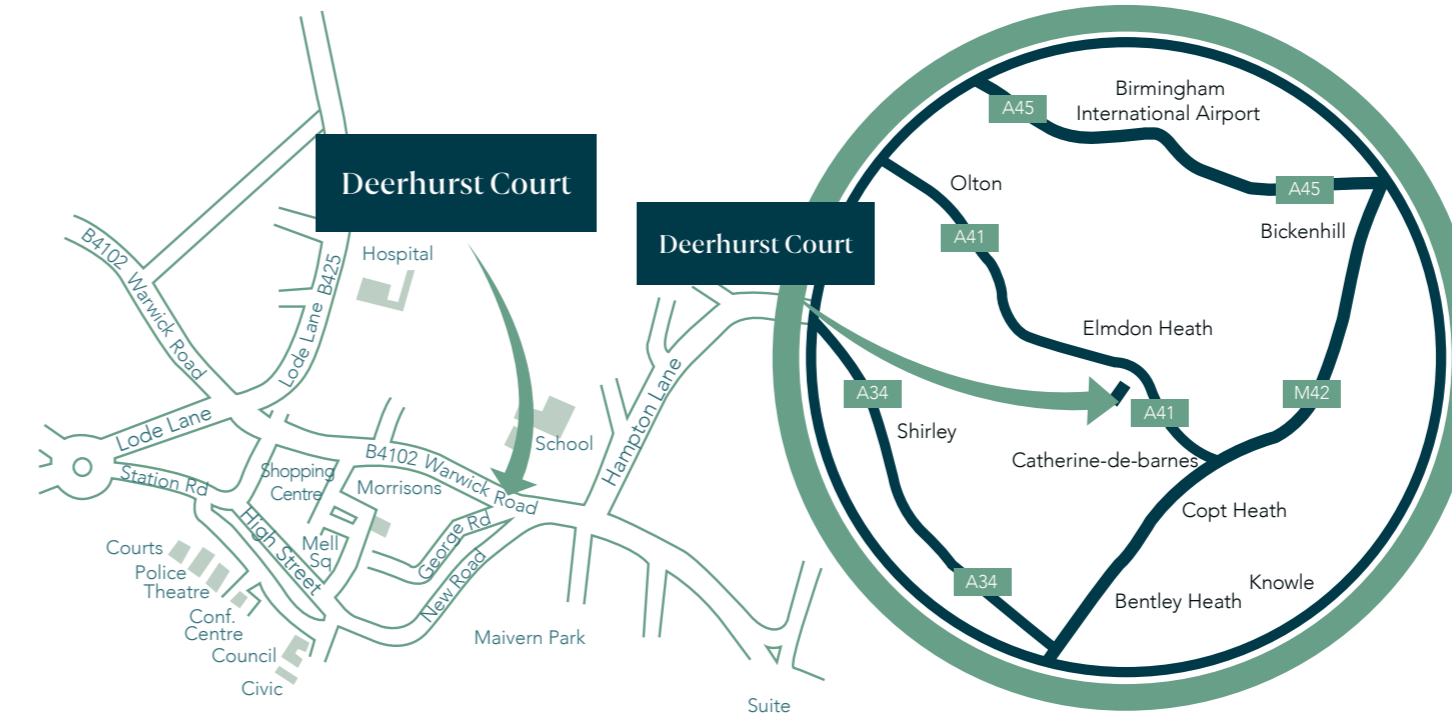 Deerhurst Court
Hospital
B4102 Warwick Road
Lode Lane B425
Lode Lane
Station Rd
Shopping
Centre
B4102 Warwick Road
Morrisons
School
Hampton Lane
High Street
Mell
Sq
George Rd
New Road
Courts
Police
Theatre
Conf.
Centre
Council
Civic
Maivern Park
Suite
Deerhurst Court
A45
Birmingham
International Airport
A45
Olton
A41
Bickenhill
Elmdon Heath
A34
A41
M42
Shirley
Catherine-de-barnes
Copt Heath
A34
Knowle
Bentley Heath